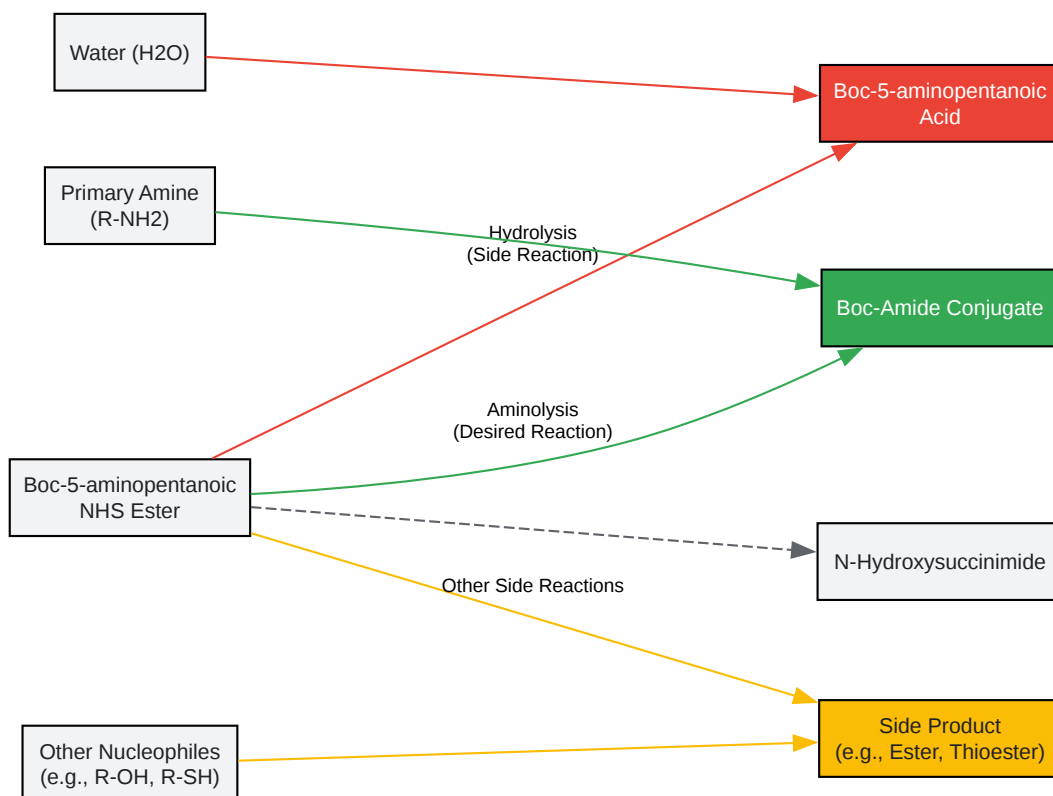 Water (H2O)
Boc-5-aminopentanoic
Acid
Primary Amine
(R-NH2)
Hydrolysis
(Side Reaction)
Boc-Amide Conjugate
Aminolysis
(Desired Reaction)
Boc-5-aminopentanoic
NHS Ester
N-Hydroxysuccinimide
Other Side Reactions
Side Product
(e.g., Ester, Thioester)
Other Nucleophiles
(e.g., R-OH, R-SH)